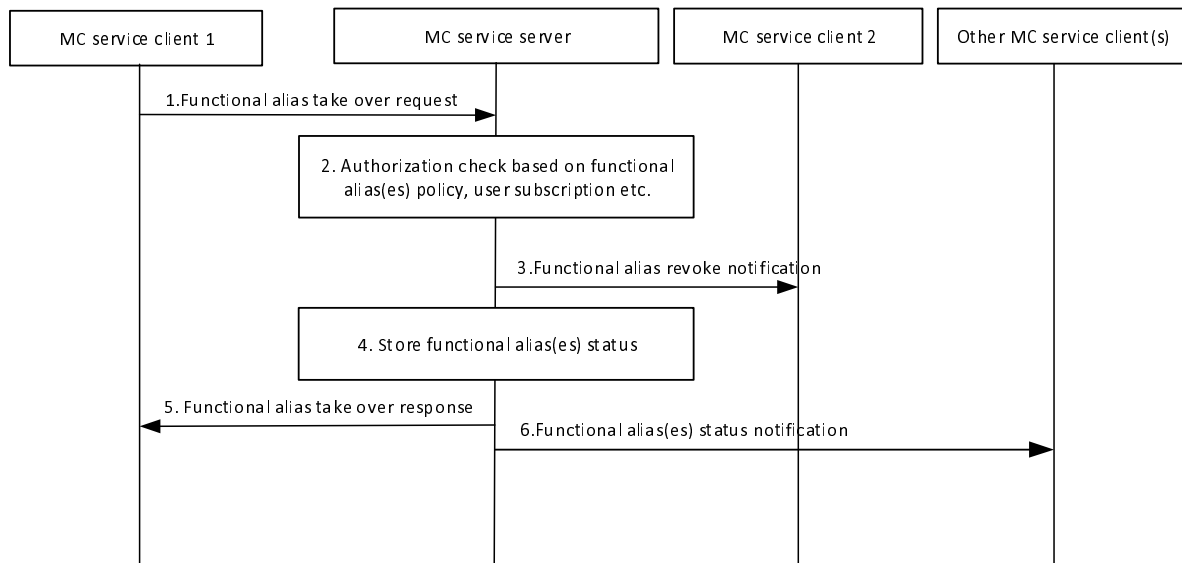 MC service client 1
MC service server
MC service client 2
Other MC service client(s)
1.Functional alias take over request
2. Authorization check based on functional
alias(es) policy, user subscription etc.
3.Functional alias revoke notification
4. Store functional alias(es) status
5. Functional alias take over response
6.Functional alias(es) status notification